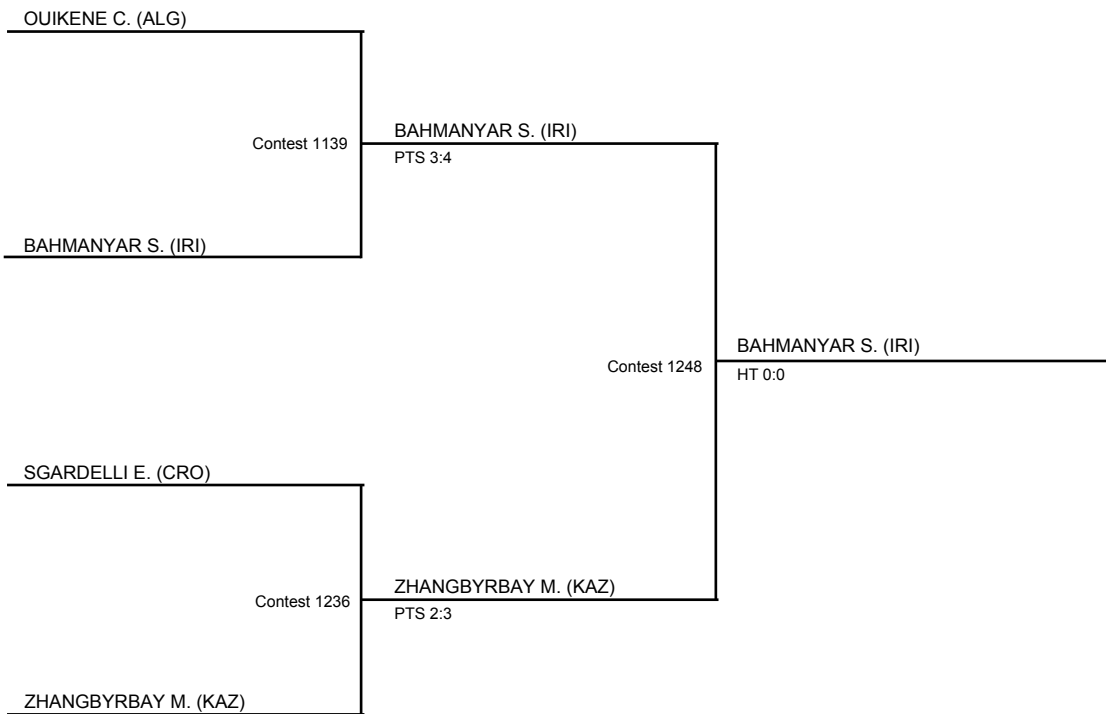 OUIKENE C. (ALG)
Contest 1139
BAHMANYAR S. (IRI)
PTS 3:4
BAHMANYAR S. (IRI)
Contest 1248
BAHMANYAR S. (IRI)
HT 0:0
SGARDELLI E. (CRO)
Contest 1236
ZHANGBYRBAY M. (KAZ)
PTS 2:3
ZHANGBYRBAY M. (KAZ)